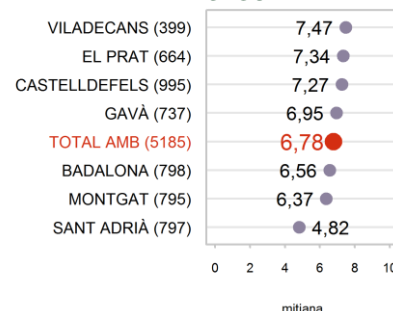 VILADECANS (399) 7,47
EL PRAT (664) 7,34
CASTELLDEFELS (995) 7,27
GAVÀ (737) 6,95
TOTAL AMB (5185) 6,78
BADALONA (798) 6,56
MONTGAT (795) 6,37
SANT ADRIÀ (797) 4,82
0 2 4 6 8 10
mitjana